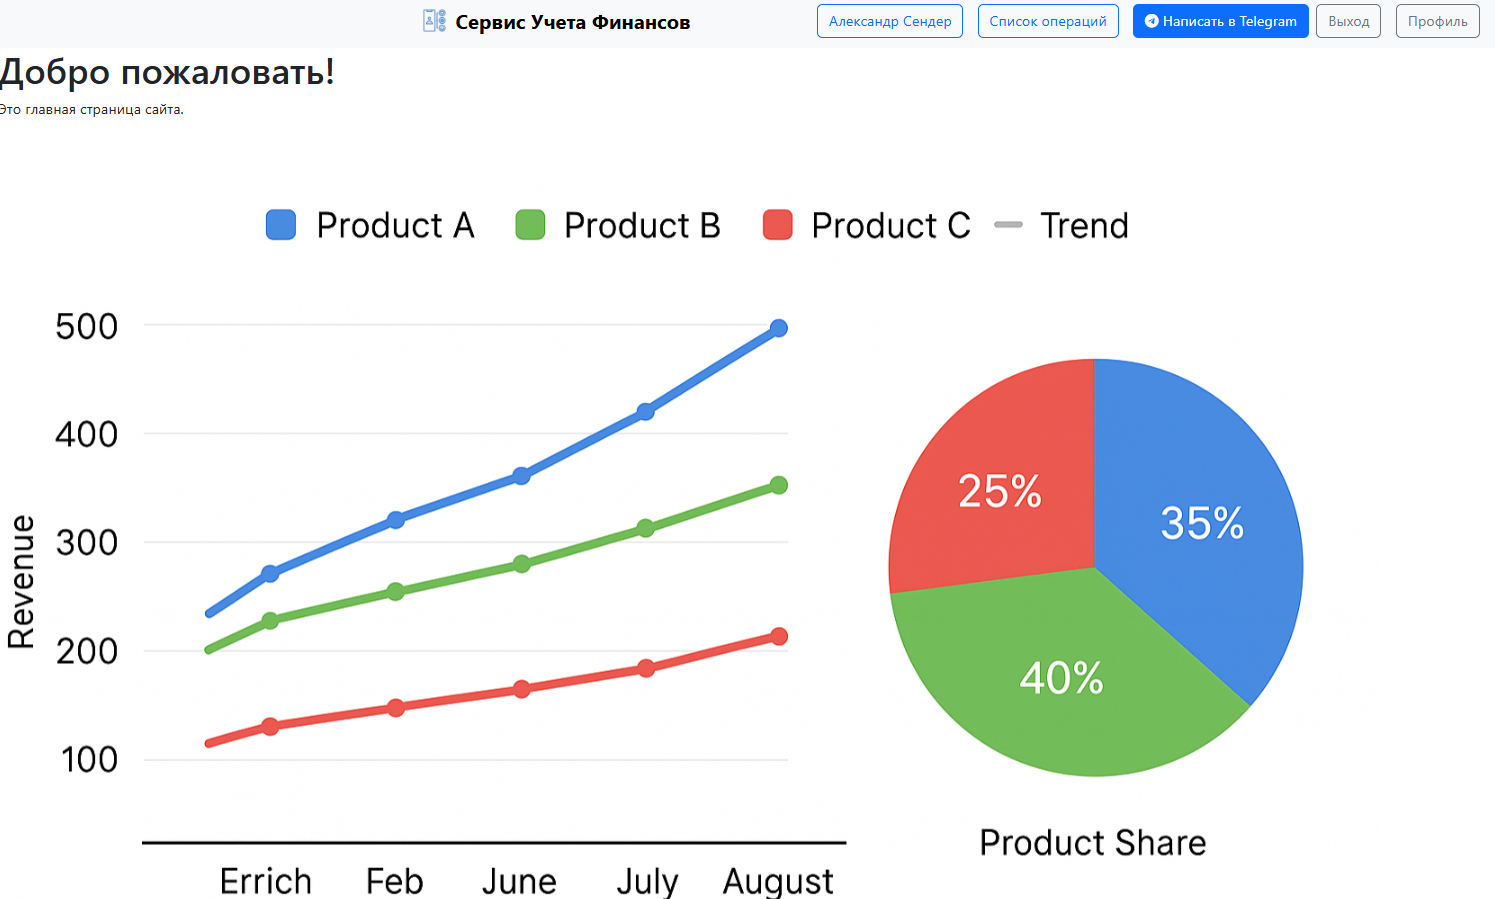 Сервис Учета Финансов
Александр Сендер
Список операций
Написать в Telegram
Выход
Профиль
Добро пожаловать!
Это главная страница сайта.
Product A
Product B
Product C
Trend
500
400
300
200
100
Revenue
Errich
Feb
June
July
August
25%
35%
40%
Product Share